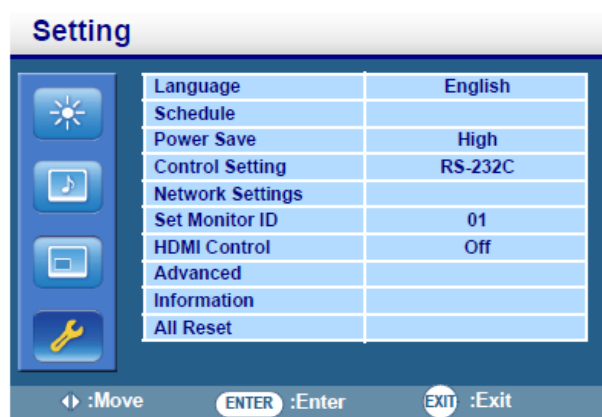 Setting
Language English
Schedule
Power Save High
Control Setting RS-232C
Network Settings
Set Monitor ID 01
HDMI Control Off
Advanced
Information
All Reset
:Move ENTER :Enter EXIT :Exit